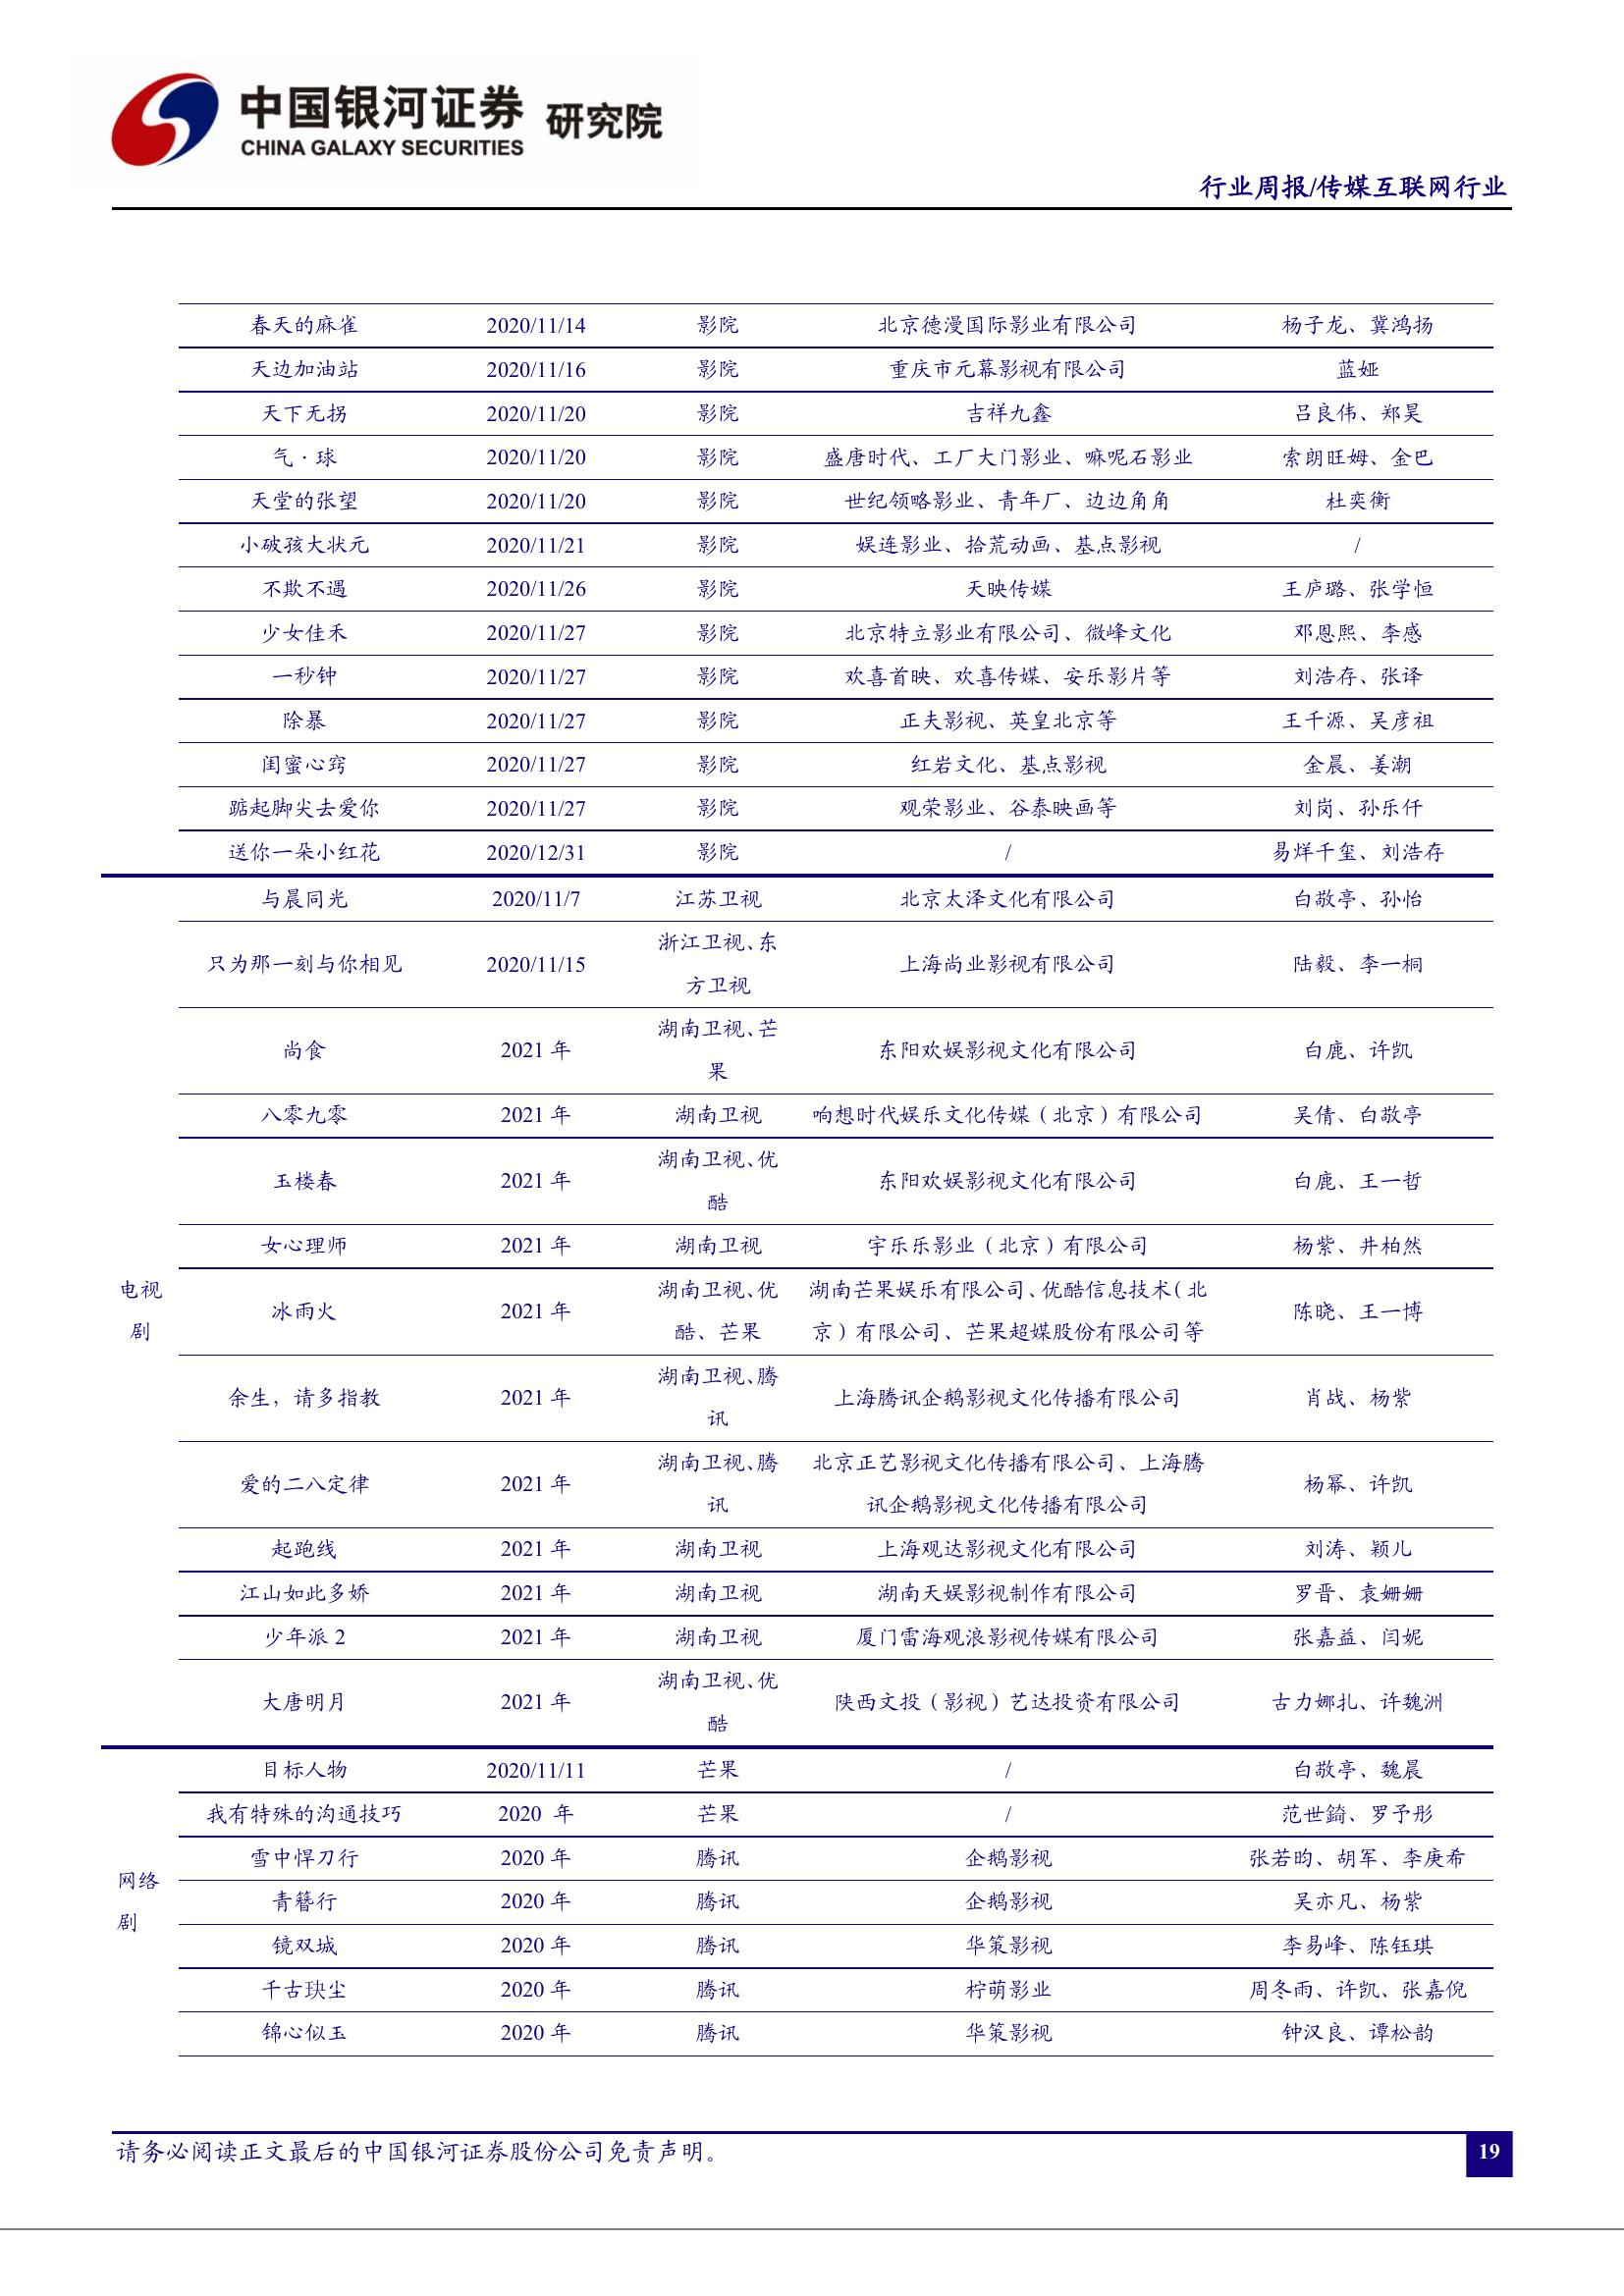 中国银河证券 研究院
CHINA GALAXY SECURITIES
行业周报/传媒互联网行业
春天的麻雀 2020/11/14 影院 北京德漫国际影业有限公司 杨子龙、冀鸿扬
天边加油站 2020/11/16 影院 重庆市元幕影视有限公司 蓝娅
天下无拐 2020/11/20 影院 吉祥九鑫 吕良伟、郑昊
气·球 2020/11/20 影院 盛唐时代、工厂大门影业、嘛呢石影业 索朗旺姆、金巴
天堂的张望 2020/11/20 影院 世纪领略影业、青年厂、边边角角 杜奕衡
小破孩大状元 2020/11/21 影院 娱连影业、拾荒动画、基点影视 /
不欺不遇 2020/11/26 影院 天映传媒 王庐璐、张学恒
少女佳禾 2020/11/27 影院 北京特立影业有限公司、微峰文化 邓恩熙、李感
一秒钟 2020/11/27 影院 欢喜首映、欢喜传媒、安乐影片等 刘浩存、张译
除暴 2020/11/27 影院 正夫影视、英皇北京等 王千源、吴彦祖
闺蜜心窍 2020/11/27 影院 红岩文化、基点影视 金晨、姜潮
踮起脚尖去爱你 2020/11/27 影院 观荣影业、谷泰映画等 刘岗、孙乐仟
送你一朵小红花 2020/12/31 影院 / 易烊千玺、刘浩存
与晨同光 2020/11/7 江苏卫视 北京太泽文化有限公司 白敬亭、孙怡
浙江卫视、东
只为那一刻与你相见 2020/11/15 上海尚业影视有限公司 陆毅、李一桐
方卫视
湖南卫视、芒
尚食 2021 年 东阳欢娱影视文化有限公司 白鹿、许凯
果
八零九零 2021 年 湖南卫视 响想时代娱乐文化传媒（北京）有限公司 吴倩、白敬亭
湖南卫视、优
玉楼春 2021 年 东阳欢娱影视文化有限公司 白鹿、王一哲
酷
女心理师 2021 年 湖南卫视 宇乐乐影业（北京）有限公司 杨紫、井柏然
电视
剧
湖南卫视、优 湖南芒果娱乐有限公司、优酷信息技术（北
冰雨火 2021 年 陈晓、王一博
酷、芒果 京）有限公司、芒果超媒股份有限公司等
湖南卫视、腾
余生，请多指教 2021 年 上海腾讯企鹅影视文化传播有限公司 肖战、杨紫
讯
湖南卫视、腾 北京正艺影视文化传播有限公司、上海腾
爱的二八定律 2021 年 杨幂、许凯
讯 讯企鹅影视文化传播有限公司
起跑线 2021 年 湖南卫视 上海观达影视文化有限公司 刘涛、颖儿
江山如此多娇 2021 年 湖南卫视 湖南天娱影视制作有限公司 罗晋、袁姗姗
少年派 2 2021 年 湖南卫视 厦门雷海观浪影视传媒有限公司 张嘉益、闫妮
湖南卫视、优
大唐明月 2021 年 陕西文投（影视）艺达投资有限公司 古力娜扎、许魏洲
酷
目标人物 2020/11/11 芒果 / 白敬亭、魏晨
我有特殊的沟通技巧 2020 年 芒果 / 范世錡、罗予彤
雪中悍刀行 2020 年 腾讯 企鹅影视 张若昀、胡军、李庚希
网络
剧
青簪行 2020 年 腾讯 企鹅影视 吴亦凡、杨紫
镜双城 2020 年 腾讯 华策影视 李易峰、陈钰琪
千古玦尘 2020 年 腾讯 柠萌影业 周冬雨、许凯、张嘉倪
锦心似玉 2020 年 腾讯 华策影视 钟汉良、谭松韵
请务必阅读正文最后的中国银河证券股份公司免责声明。
19